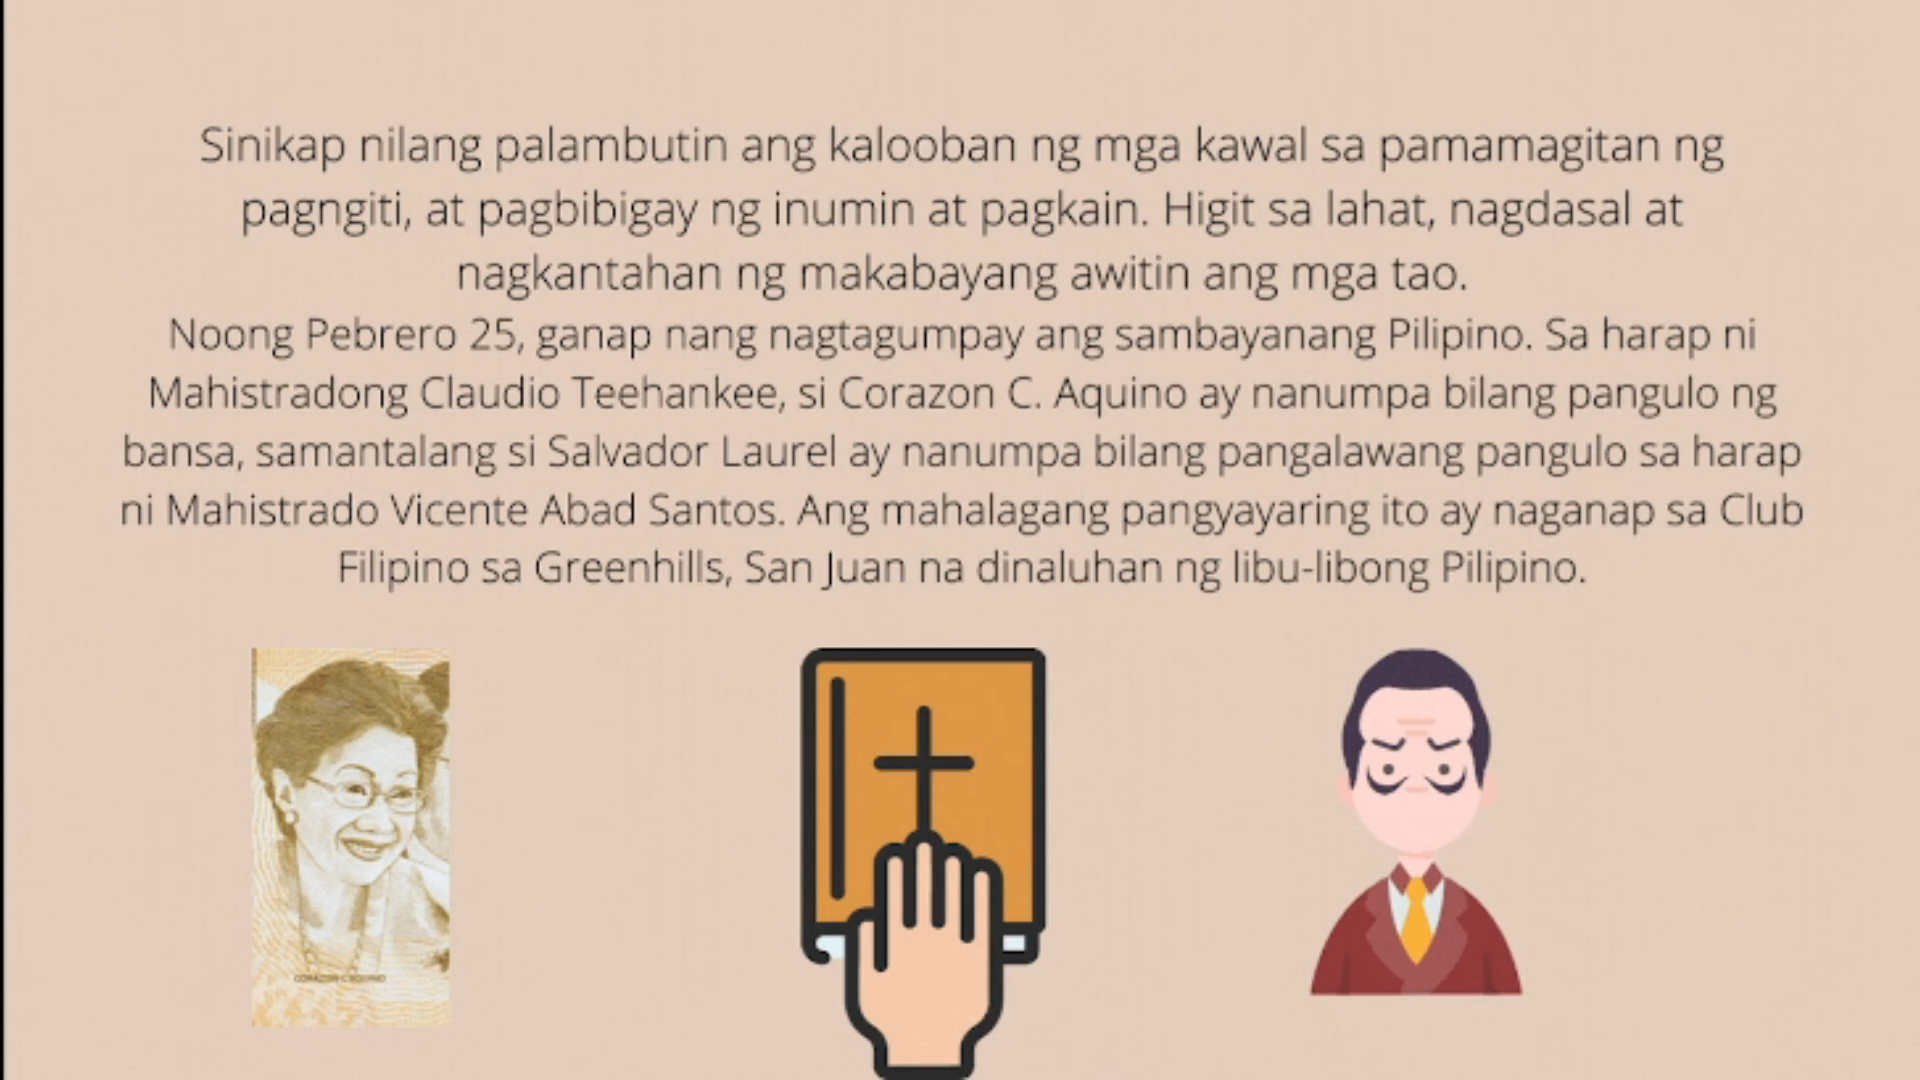 Sinikap nilang palambutin ang kalooban ng mga kawal sa pamamagitan ng
pagngiti, at pagbibigay ng inumin at pagkain. Higit sa lahat, nagdasal at
nagkantahan ng makabayang awitin ang mga tao.
Noong Pebrero 25, ganap nang nagtagumpay ang sambayanang Pilipino. Sa harap ni
Mahistradong Claudio Teehankee, si Corazon C. Aquino ay nanumpa bilang pangulo ng
bansa, samantalang si Salvador Laurel ay nanumpa bilang pangalawang pangulo sa harap
ni Mahistrado Vicente Abad Santos. Ang mahalagang pangyayaring ito ay naganap sa Club
Filipino sa Greenhills, San Juan na dinaluhan ng libu-libong Pilipino.
CORAZON C. AQUINO